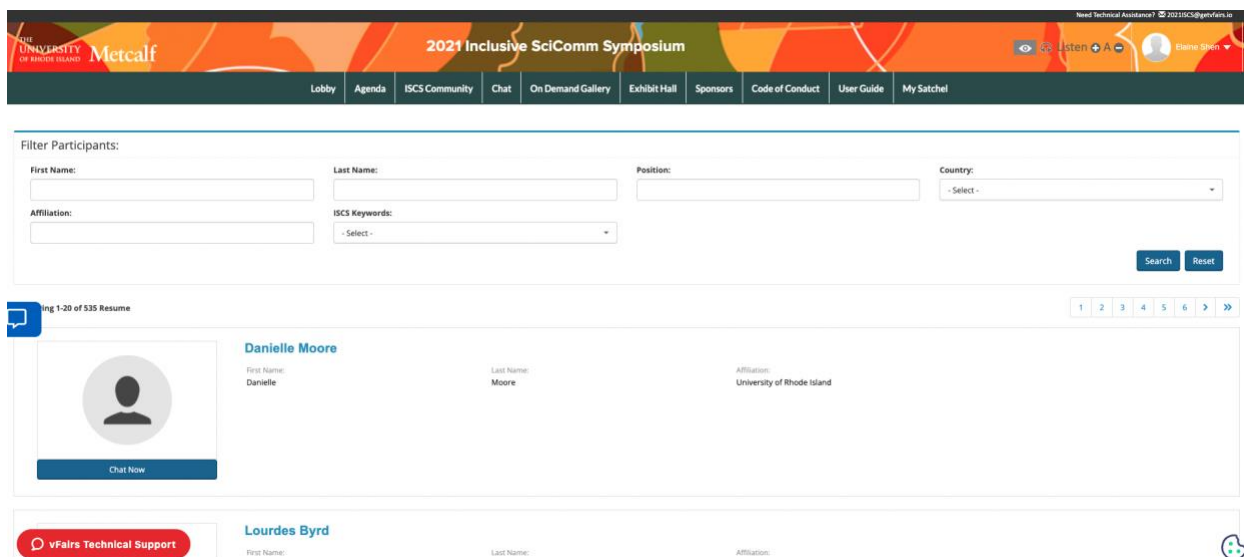 Need Technical Assistance? 2021ISCS@getvfairs.io
THE
UNIVERSITY
OF RHODE ISLAND
Metcalf
2021 Inclusive SciComm Symposium
Listen A
Elaine Shen
Lobby Agenda ISCS Community Chat On Demand Gallery Exhibit Hall Sponsors Code of Conduct User Guide My Satchel
Filter Participants:
First Name: Last Name: Position: Country:
- Select -
Affiliation: ISCS Keywords:
- Select -
Search Reset
ing 1-20 of 535 Resume
1 2 3 4 5 6 > »
Danielle Moore
First Name: Last Name: Affiliation:
Danielle Moore University of Rhode Island
Chat Now
Lourdes Byrd
First Name: Last Name: Affiliation:
vFairs Technical Support